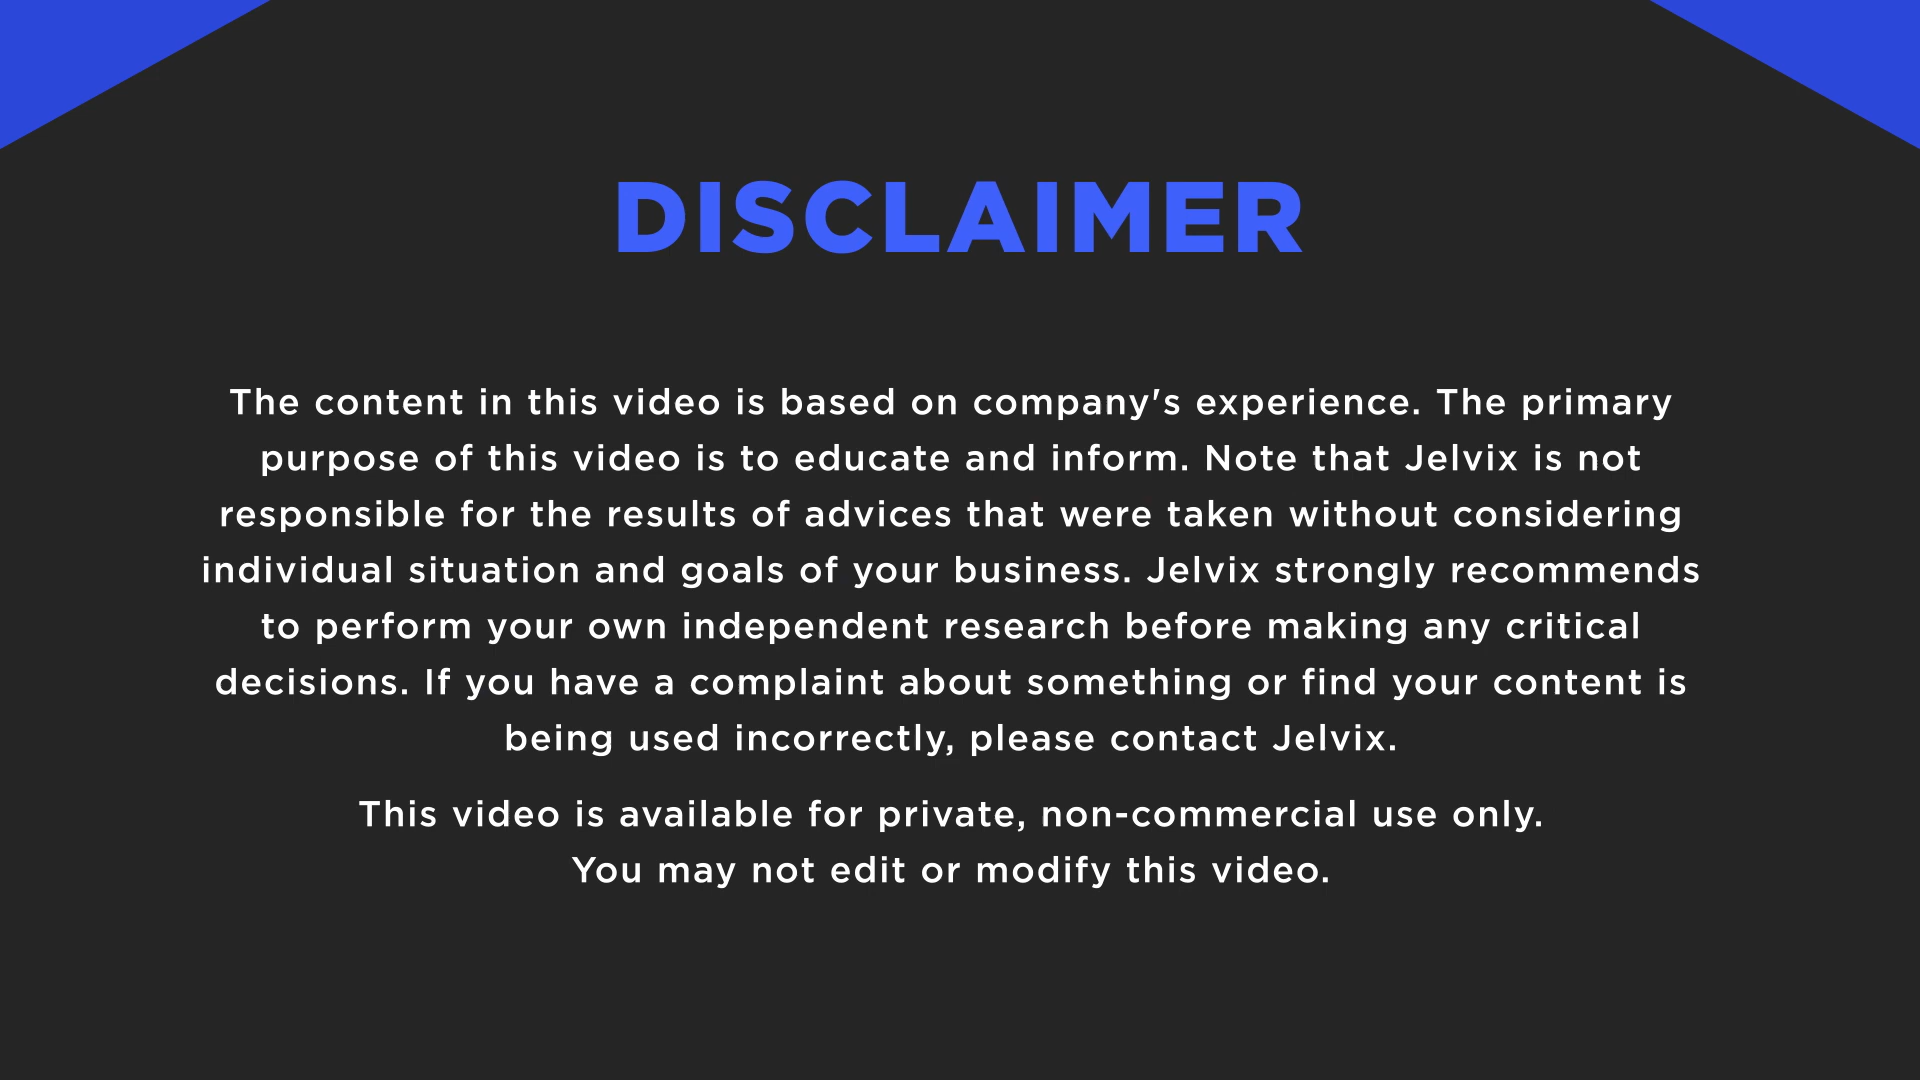 DISCLAIMER
The content in this video is based on company's experience. The primary
purpose of this video is to educate and inform. Note that Jelvix is not
responsible for the results of advices that were taken without considering
individual situation and goals of your business. Jelvix strongly recommends
to perform your own independent research before making any critical
decisions. If you have a complaint about something or find your content is
being used incorrectly, please contact Jelvix.
This video is available for private, non-commercial use only.
You may not edit or modify this video.